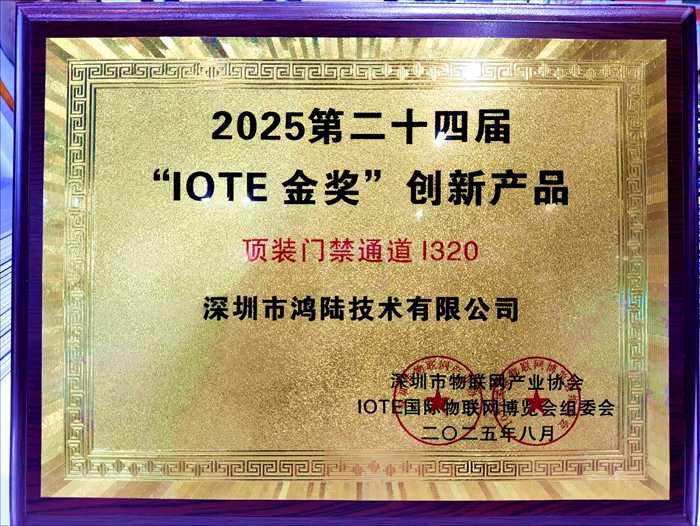 2025第二十四届
“IOTE 金奖”创新产品
顶装门禁通道 I320
深圳市鸿陆技术有限公司
深圳市物联网产业协会
IOTE国际物联网博览会组委会
二〇二五年八月